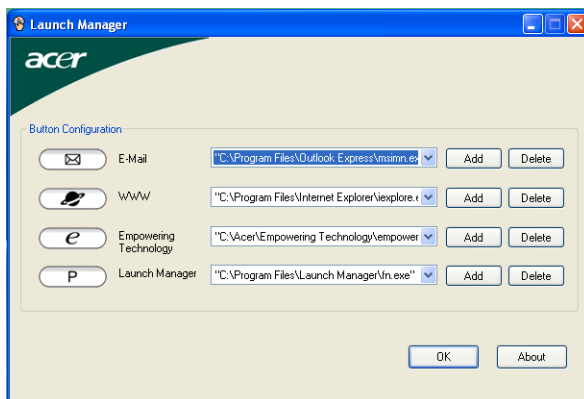 Launch Manager
acer
Button Configuration
E-Mail "C:\Program Files\Outlook Express\msimn.ex Add Delete
WWW "C:\Program Files\Internet Explorer\iexplore.e Add Delete
e Empowering Technology "C:\Acer\Empowering Technology\empower Add Delete
P Launch Manager "C:\Program Files\Launch Manager\fn.exe" Add Delete
OK About